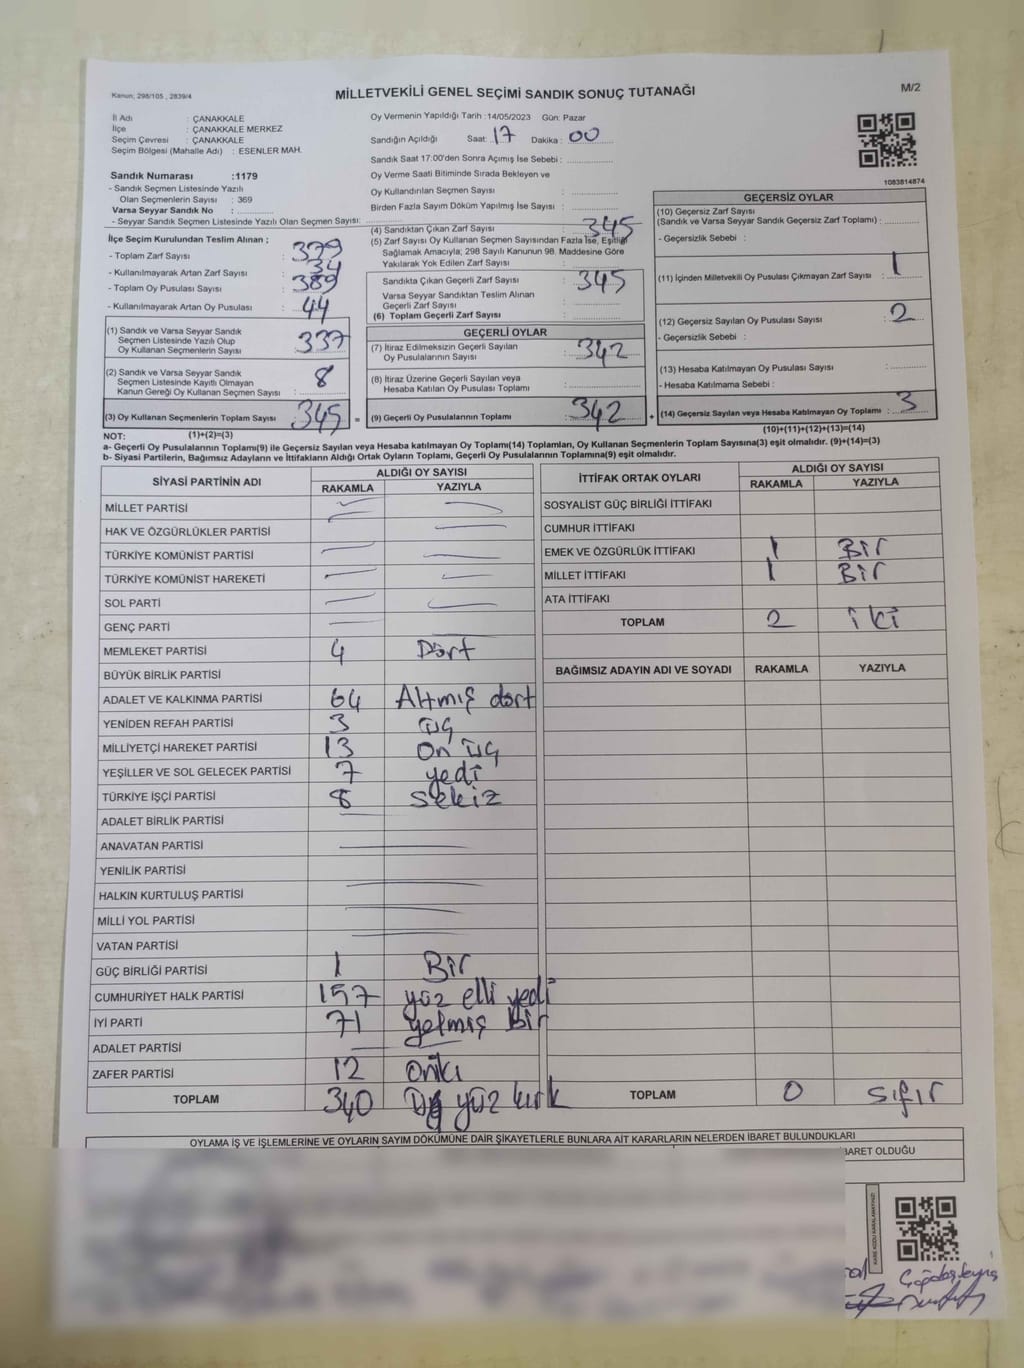 Kanun; 298/105 , 2839/4
MİLLETVEKİLİ GENEL SEÇİMİ SANDIK SONUÇ TUTANAĞI
M/2
İl Adı : ÇANAKKALE
İlçe : ÇANAKKALE MERKEZ
Seçim Çevresi : ÇANAKKALE
Seçim Bölgesi (Mahalle Adı) : ESENLER MAH.
Sandık Numarası :1179
- Sandık Seçmen Listesinde Yazılı
Olan Seçmenlerin Sayısı : 369
Varsa Seyyar Sandık No : ............
- Seyyar Sandık Seçmen Listesinde Yazılı Olan Seçmen Sayısı: ............
Oy Vermenin Yapıldığı Tarih :14/05/2023 Gün: Pazar
Sandığın Açıldığı Saat: 17 Dakika : 00
Sandık Saat 17:00'den Sonra Açımış İse Sebebi : ............
Oy Verme Saati Bitiminde Sırada Bekleyen ve
Oy Kullandırılan Seçmen Sayısı : ............
Birden Fazla Sayım Döküm Yapılmış İse Sayısı : ............
1083814874
İlçe Seçim Kurulundan Teslim Alınan ;
- Toplam Zarf Sayısı : 379
- Kullanılmayarak Artan Zarf Sayısı : 34
- Toplam Oy Pusulası Sayısı : 389
- Kullanılmayarak Artan Oy Pusulası : 44
(1) Sandık ve Varsa Seyyar Sandık
Seçmen Listesinde Yazılı Olup
Oy Kullanan Seçmenlerin Sayısı : 337
(2) Sandık ve Varsa Seyyar Sandık
Seçmen Listesinde Kayıtlı Olmayan
Kanun Gereği Oy Kullanan Seçmenlerin Sayısı : 8
(3) Oy Kullanan Seçmenlerin Toplam Sayısı : 345 =
(4) Sandıktan Çıkan Zarf Sayısı : 345
(5) Zarf Sayısı Oy Kullanan Seçmen Sayısından Fazla İse, Eşitliği
Sağlamak Amacıyla; 298 Sayılı Kanunun 98. Maddesine Göre
Yakılarak Yok Edilen Zarf Sayısı : ............
Sandıkta Çıkan Geçerli Zarf Sayısı : 345
Varsa Seyyar Sandıktan Teslim Alınan
Geçerli Zarf Sayısı : ............
(6) Toplam Geçerli Zarf Sayısı : ............
GEÇERLİ OYLAR
(7) İtiraz Edilmeksizin Geçerli Sayılan
Oy Pusulalarının Sayısı : 342
(8) İtiraz Üzerine Geçerli Sayılan veya
Hesaba Katılan Oy Pusulası Toplamı : ............
(9) Geçerli Oy Pusulalarının Toplamı : 342 +
GEÇERSİZ OYLAR
(10) Geçersiz Zarf Sayısı
(Sandık ve Varsa Seyyar Sandık Geçersiz Zarf Toplamı) : ............
- Geçersizlik Sebebi :
(11) İçinden Milletvekili Oy Pusulası Çıkmayan Zarf Sayısı : 1
(12) Geçersiz Sayılan Oy Pusulası Sayısı : 2
- Geçersizlik Sebebi :
(13) Hesaba Katılmayan Oy Pusulası Sayısı : ............
- Hesaba Katılmama Sebebi :
(14) Geçersiz Sayılan veya Hesaba Katılmayan Oy Toplamı : 3
NOT: (1)+(2)=(3) (10)+(11)+(12)+(13)=(14)
a- Geçerli Oy Pusulalarının Toplamı(9) ile Geçersiz Sayılan veya Hesaba katılmayan Oy Toplamı(14) Toplamları, Oy Kullanan Seçmenlerin Toplam Sayısına(3) eşit olmalıdır. (9)+(14)=(3)
b- Siyasi Partilerin, Bağımsız Adayların ve İttifakların Aldığı Ortak Oyların Toplamı, Geçerli Oy Pusulalarının Toplamına(9) eşit olmalıdır.
SİYASİ PARTİNİN ADI ALDIĞI OY SAYISI
RAKAMLA YAZIYLA
MİLLET PARTİSİ
HAK VE ÖZGÜRLÜKLER PARTİSİ
TÜRKİYE KOMÜNİST PARTİSİ
TÜRKİYE KOMÜNİST HAREKETİ
SOL PARTİ
GENÇ PARTİ
MEMLEKET PARTİSİ 4 Dört
BÜYÜK BİRLİK PARTİSİ
ADALET VE KALKINMA PARTİSİ 64 Altmış dört
YENİDEN REFAH PARTİSİ 3 üç
MİLLİYETÇİ HAREKET PARTİSİ 13 On üç
YEŞİLLER VE SOL GELECEK PARTİSİ 7 yedi
TÜRKİYE İŞÇİ PARTİSİ 8 sekiz
ADALET BİRLİK PARTİSİ
ANAVATAN PARTİSİ
YENİLİK PARTİSİ
HALKIN KURTULUŞ PARTİSİ
MİLLİ YOL PARTİSİ
VATAN PARTİSİ
GÜÇ BİRLİĞİ PARTİSİ 1 Bir
CUMHURİYET HALK PARTİSİ 157 yüz elli yedi
İYİ PARTİ 71 yetmiş Bir
ADALET PARTİSİ
ZAFER PARTİSİ 12 oniki
TOPLAM 340 yüz kırk
İTTİFAK ORTAK OYLARI ALDIĞI OY SAYISI
RAKAMLA YAZIYLA
SOSYALİST GÜÇ BİRLİĞİ İTTİFAKI
CUMHUR İTTİFAKI
EMEK VE ÖZGÜRLÜK İTTİFAKI 1 Bir
MİLLET İTTİFAKI 1 Bir
ATA İTTİFAKI
TOPLAM 2 iki
BAĞIMSIZ ADAYIN ADI VE SOYADI RAKAMLA YAZIYLA
TOPLAM 0 sıfır
OYLAMA İŞ VE İŞLEMLERİNE VE OYLARIN SAYIM DÖKÜMÜNE DAİR ŞİKAYETLERLE BUNLARA AİT KARARLARIN NELERDEN İBARET BULUNDUKLARI
İBARET OLDUĞU
KARE KODU KARALAMAYINIZ!